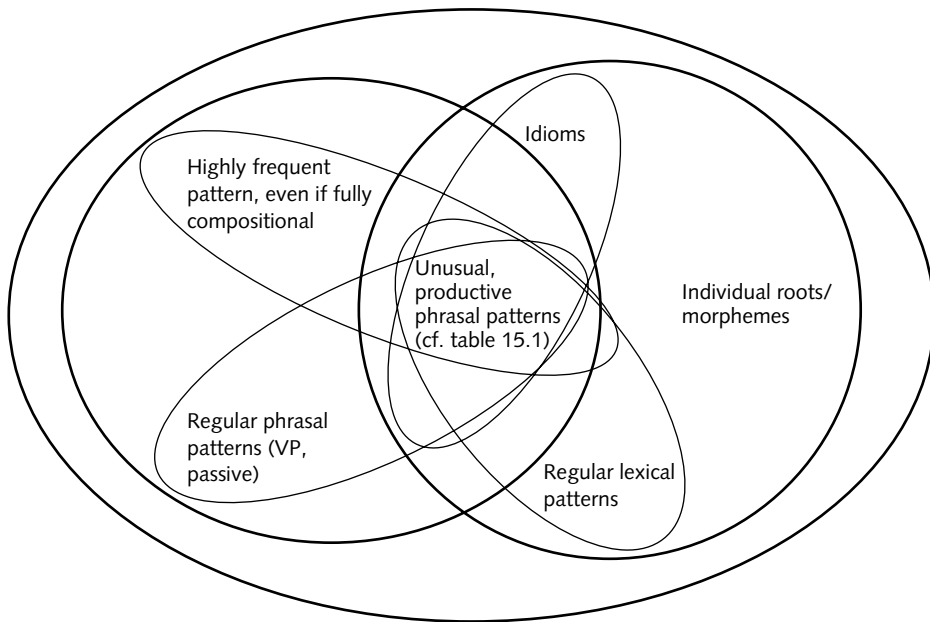 Idioms
Highly frequent
pattern, even if fully
compositional
Unusual,
productive
phrasal patterns
(cf. table 15.1)
Individual roots/
morphemes
Regular phrasal
patterns (VP,
passive)
Regular lexical
patterns